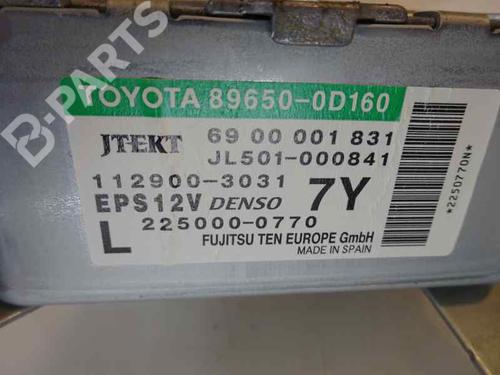 B-PARTS
TOYOTA 89650-0D160
JTEKT 69 00 001 831
JL501-000841
112900-3031 7Y
EPS12V DENSO
L 225000-0770
FUJITSU TEN EUROPE GmbH
MADE IN SPAIN
*2250770N*